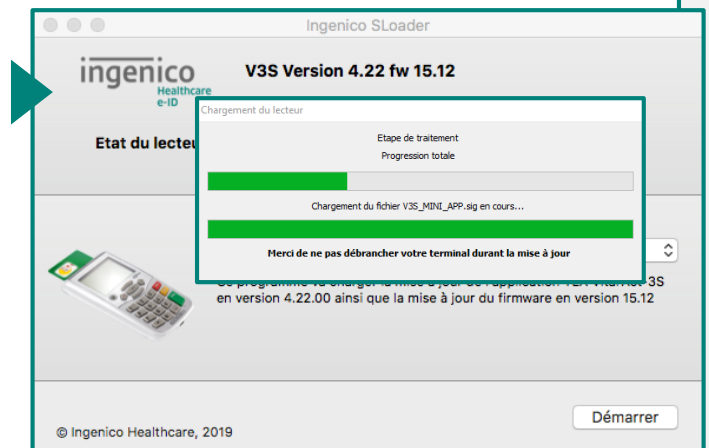 Ingenico SLoader
ingenico
Healthcare
e-ID
V3S Version 4.22 fw 15.12
Etat du lecteu
Chargement du lecteur
Etape de traitement
Progression totale
Chargement du fichier V3S_MINI_APP.sig en cours...
Merci de ne pas débrancher votre terminal durant la mise à jour
en version 4.22.00 ainsi que la mise à jour du firmware en version 15.12
Démarrer
© Ingenico Healthcare, 2019